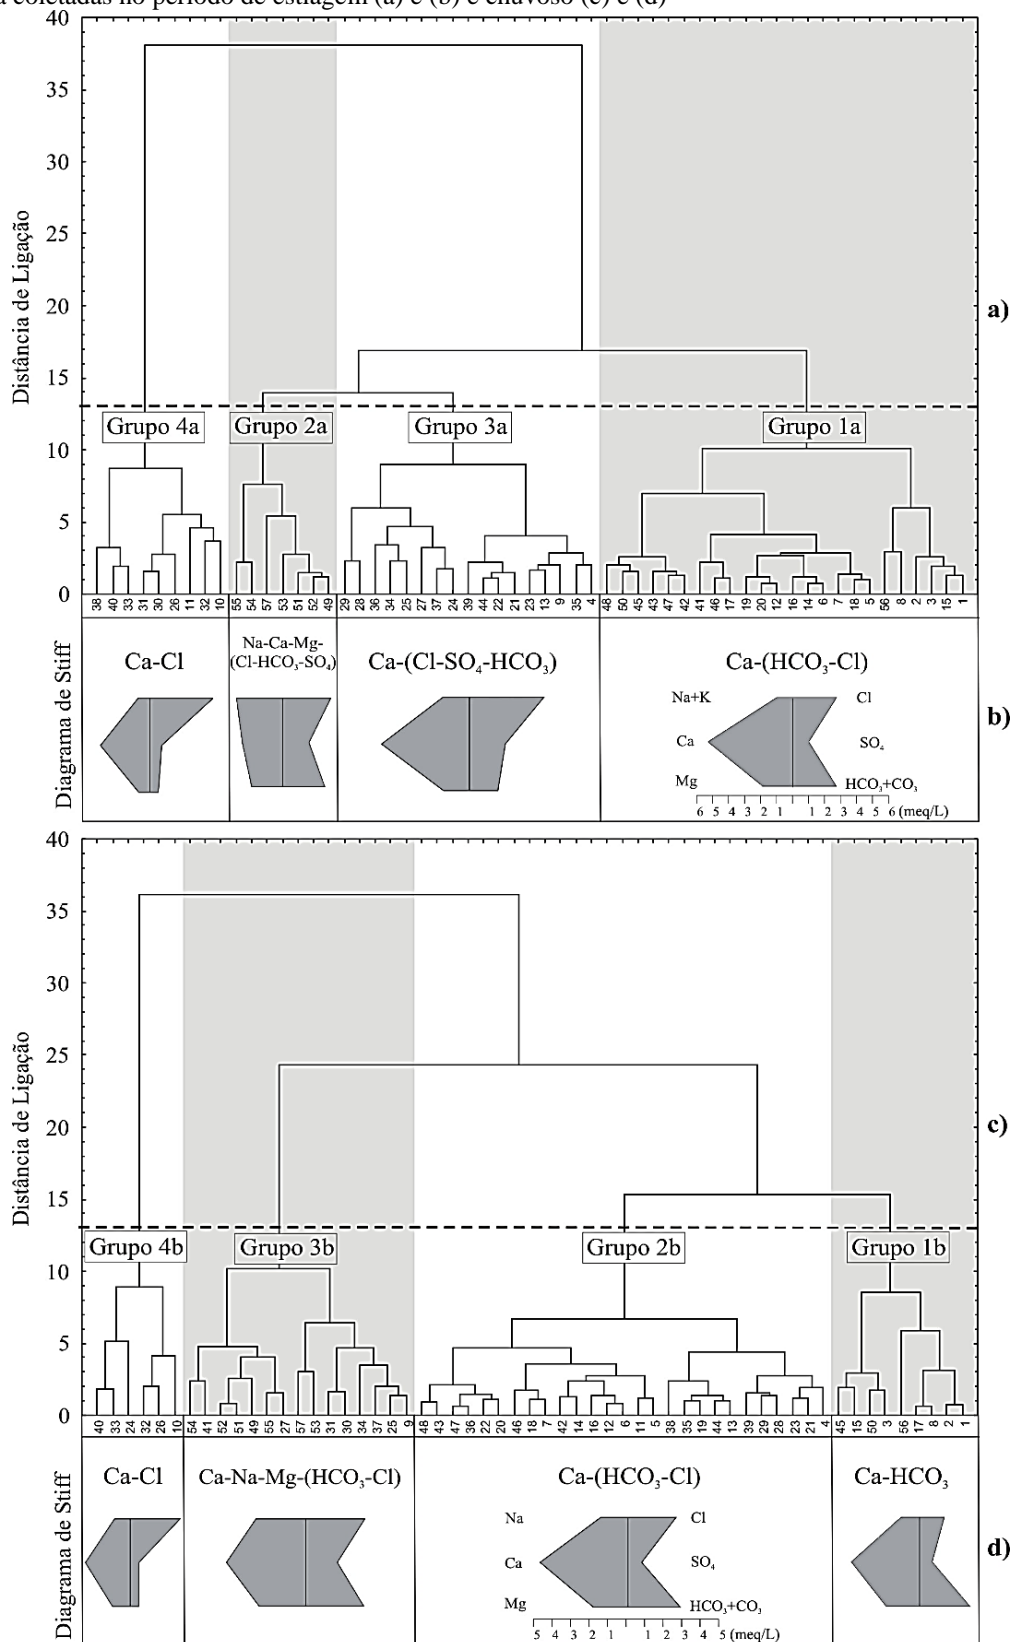 a coletadas no período de estiagem (a) e (b) e chuvoso (c) e (d)
40
35
30
25
20
15
10
5
0
Distância de Ligação
a)
Grupo 4a
Grupo 2a
Grupo 3a
Grupo 1a
38 40 33 31 30 26 11 32 10 55 54 57 53 51 52 49 29 28 36 34 25 27 37 24 39 44 22 21 23 13 9 35 4 48 50 45 43 47 42 41 46 17 19 20 12 16 14 6 7 18 5 56 8 2 3 15 1
Diagrama de Stiff
Ca-Cl
Na-Ca-Mg-
(Cl-HCO₃-SO₄)
Ca-(Cl-SO₄-HCO₃)
Ca-(HCO₃-Cl)
Na+K
Cl
Ca
SO₄
Mg
HCO₃+CO₃
6 5 4 3 2 1 1 2 3 4 5 6 (meq/L)
b)
40
35
30
25
20
15
10
5
0
Distância de Ligação
c)
Grupo 4b
Grupo 3b
Grupo 2b
Grupo 1b
40 33 24 32 26 10 54 41 52 51 49 55 27 57 53 31 30 34 37 25 9 48 43 47 36 22 20 46 18 7 42 14 16 12 6 11 5 38 35 19 44 13 39 29 28 23 21 4 45 15 50 3 56 17 8 2 1
Diagrama de Stiff
Ca-Cl
Ca-Na-Mg-(HCO₃-Cl)
Ca-(HCO₃-Cl)
Ca-HCO₃
Na
Cl
Ca
SO₄
Mg
HCO₃+CO₃
5 4 3 2 1 1 2 3 4 5 (meq/L)
d)